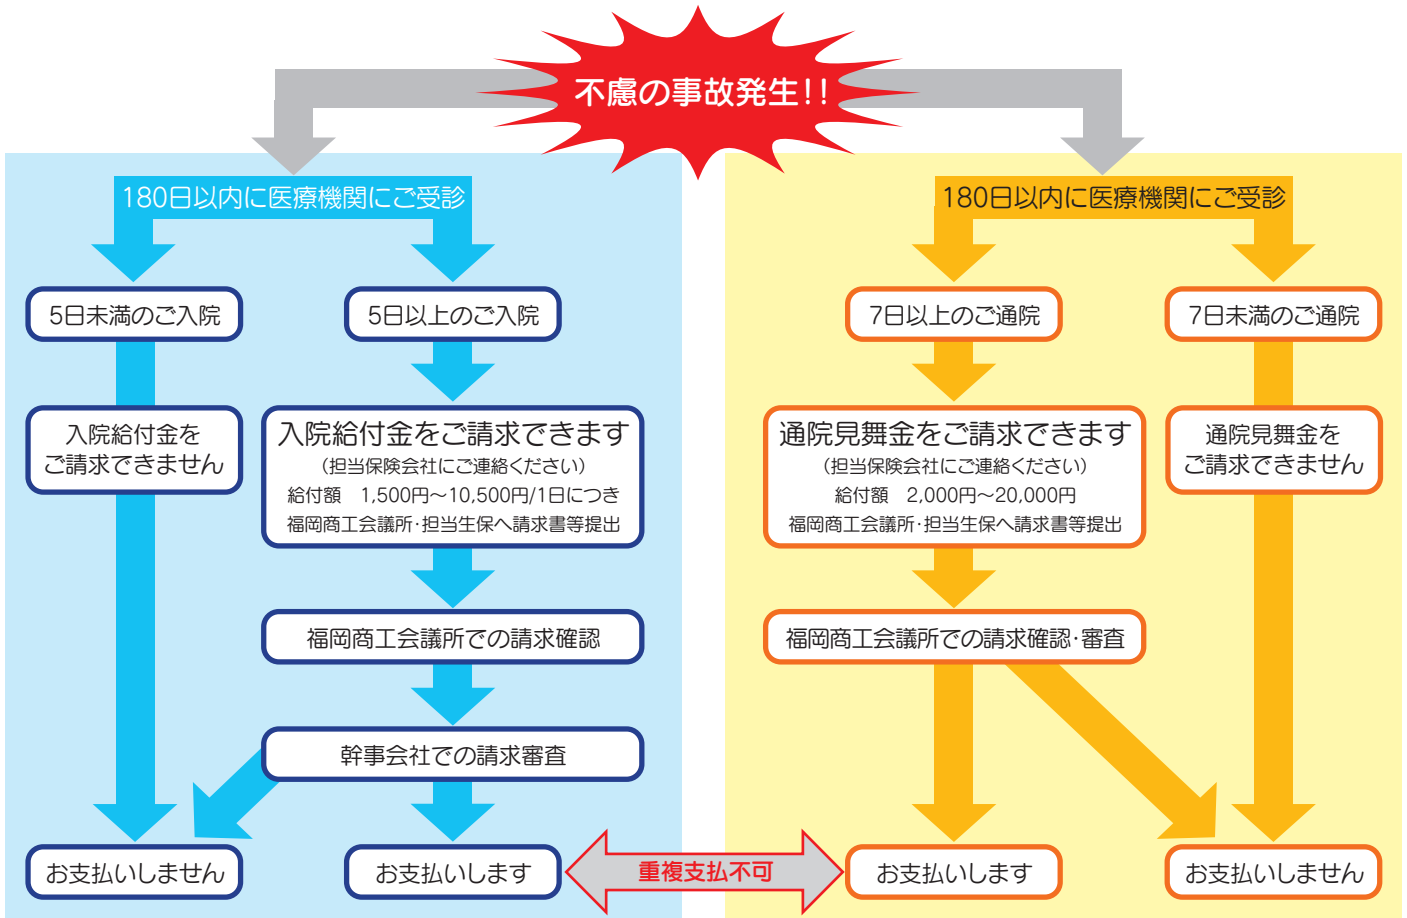 不慮の事故発生!!
180日以内に医療機関にご受診
5日未満のご入院
5日以上のご入院
入院給付金を
ご請求できません
入院給付金をご請求できます
(担当保険会社にご連絡ください)
給付額　1,500円〜10,500円/1日につき
福岡商工会議所・担当生保へ請求書等提出
福岡商工会議所での請求確認
幹事会社での請求審査
お支払いしません
お支払いします
重複支払不可
180日以内に医療機関にご受診
7日以上のご通院
7日未満のご通院
通院見舞金をご請求できます
(担当保険会社にご連絡ください)
給付額　2,000円〜20,000円
福岡商工会議所・担当生保へ請求書等提出
通院見舞金を
ご請求できません
福岡商工会議所での請求確認・審査
お支払いします
お支払いしません